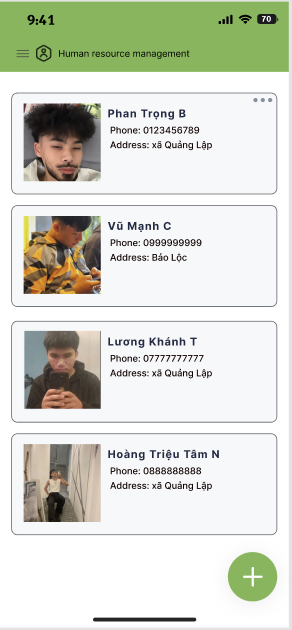 9:41
70
Human resource management
Phan Trọng B
Phone: 0123456789
Address: xã Quảng Lập
Vũ Mạnh C
Phone: 0999999999
Address: Bảo Lộc
Lương Khánh T
Phone: 07777777777
Address: xã Quảng Lập
Hoàng Triệu Tâm N
Phone: 0888888888
Address: xã Quảng Lập